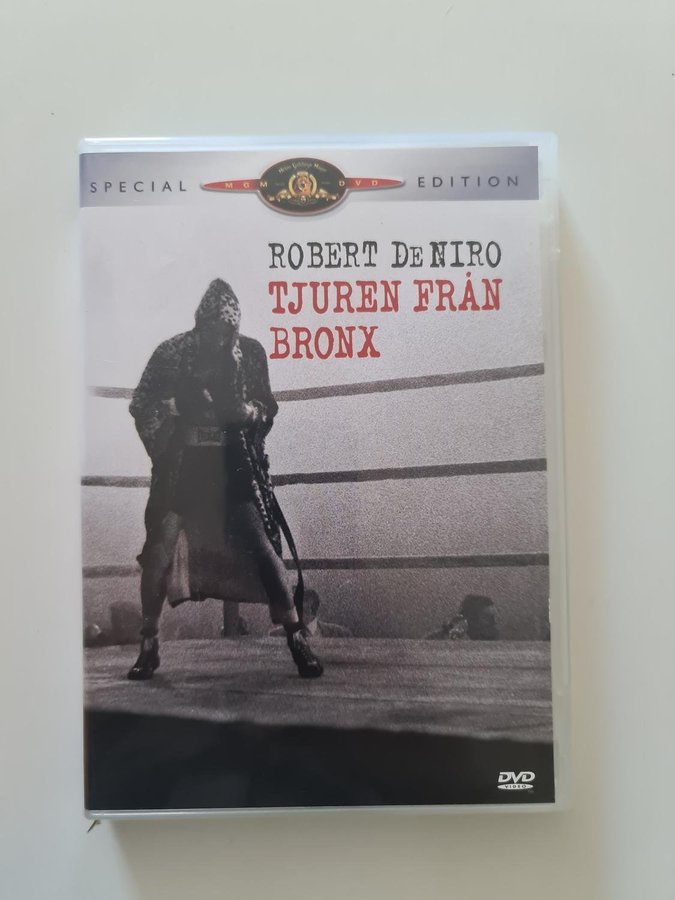 SPECIAL MGM DVD EDITION
ROBERT DE NIRO
TJUREN FRÅN
BRONX
DVD
VIDEO